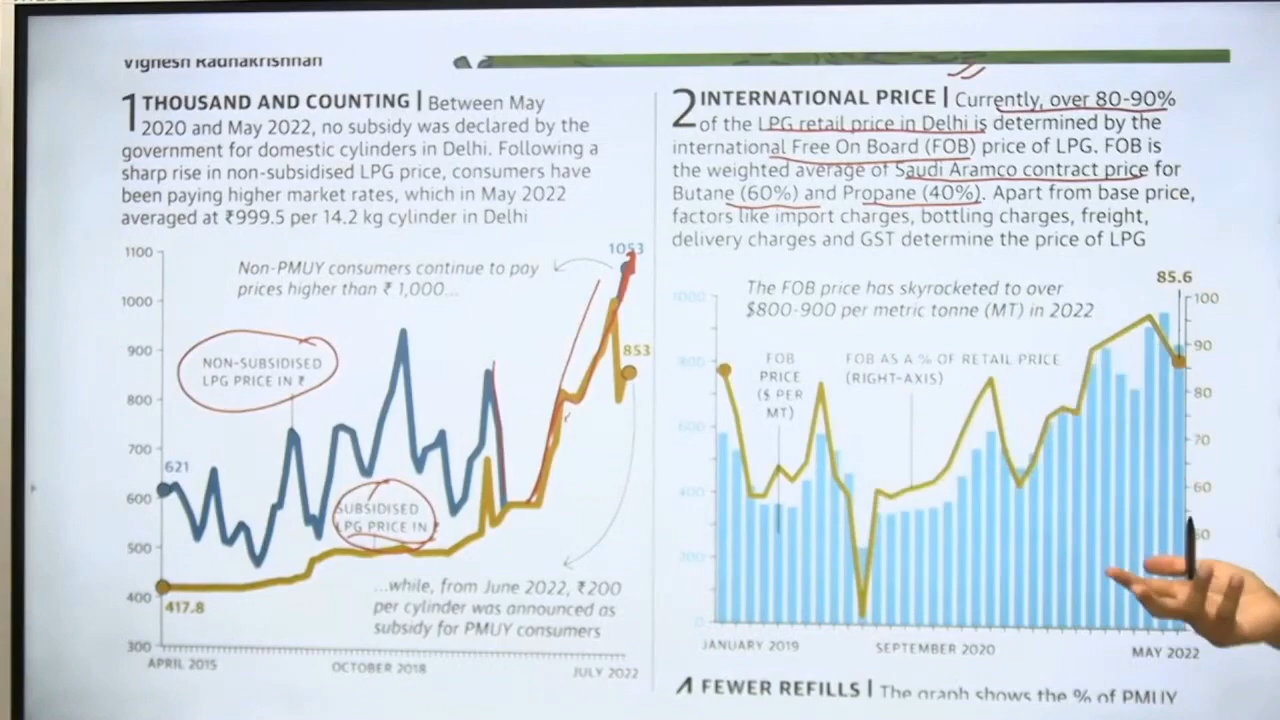 Vignesh Radhakrishnan
1 THOUSAND AND COUNTING | Between May
2020 and May 2022, no subsidy was declared by the
government for domestic cylinders in Delhi. Following a
sharp rise in non-subsidised LPG price, consumers have
been paying higher market rates, which in May 2022
averaged at ₹999.5 per 14.2 kg cylinder in Delhi
1100
1000
900
800
700
600
500
400
300
1053
Non-PMUY consumers continue to pay
prices higher than ₹ 1,000...
NON-SUBSIDISED
LPG PRICE IN ₹
853
621
SUBSIDISED
LPG PRICE IN
417.8
...while, from June 2022, ₹200
per cylinder was announced as
subsidy for PMUY consumers
APRIL 2015
OCTOBER 2018
JULY 2022
2 INTERNATIONAL PRICE | Currently, over 80-90%
of the LPG retail price in Delhi is determined by the
international Free On Board (FOB) price of LPG. FOB is
the weighted average of Saudi Aramco contract price for
Butane (60%) and Propane (40%). Apart from base price,
factors like import charges, bottling charges, freight,
delivery charges and GST determine the price of LPG
85.6
The FOB price has skyrocketed to over
$800-900 per metric tonne (MT) in 2022
1000
800
600
400
200
0
FOB
PRICE
($ PER
MT)
FOB AS A % OF RETAIL PRICE
(RIGHT-AXIS)
100
90
80
70
60
JANUARY 2019
SEPTEMBER 2020
MAY 2022
FEWER REFILLS | The graph shows the % of PMUY